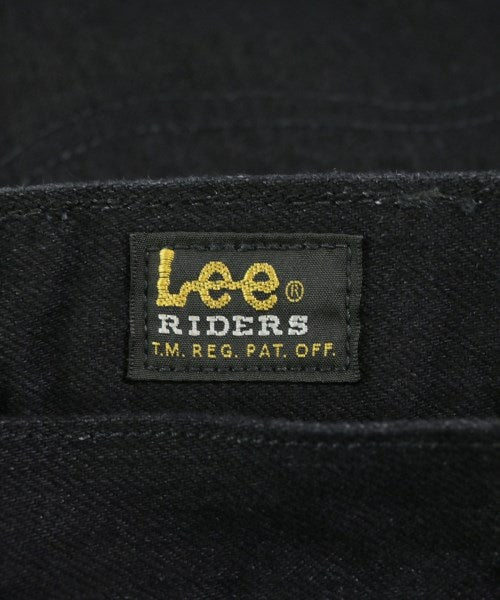 Lee®
RIDERS
T.M. REG. PAT. OFF.